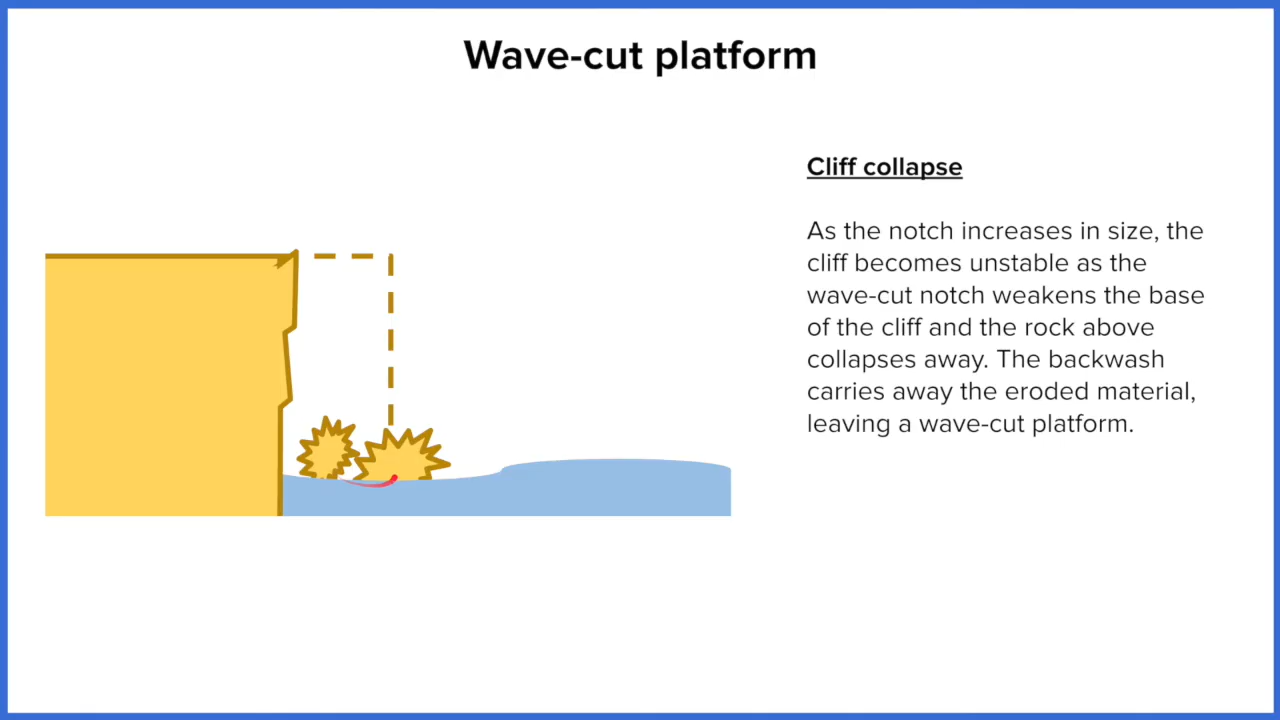 Wave-cut platform
Cliff collapse
As the notch increases in size, the
cliff becomes unstable as the
wave-cut notch weakens the base
of the cliff and the rock above
collapses away. The backwash
carries away the eroded material,
leaving a wave-cut platform.